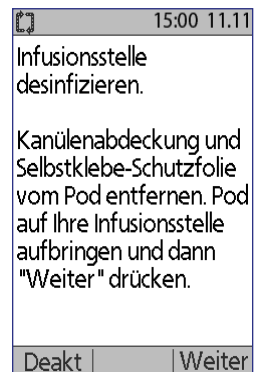 15:00 11.11
Infusionsstelle
desinfizieren.
Kanülenabdeckung und
Selbstklebe-Schutzfolie
vom Pod entfernen. Pod
auf Ihre Infusionsstelle
aufbringen und dann
"Weiter" drücken.
Deakt Weiter